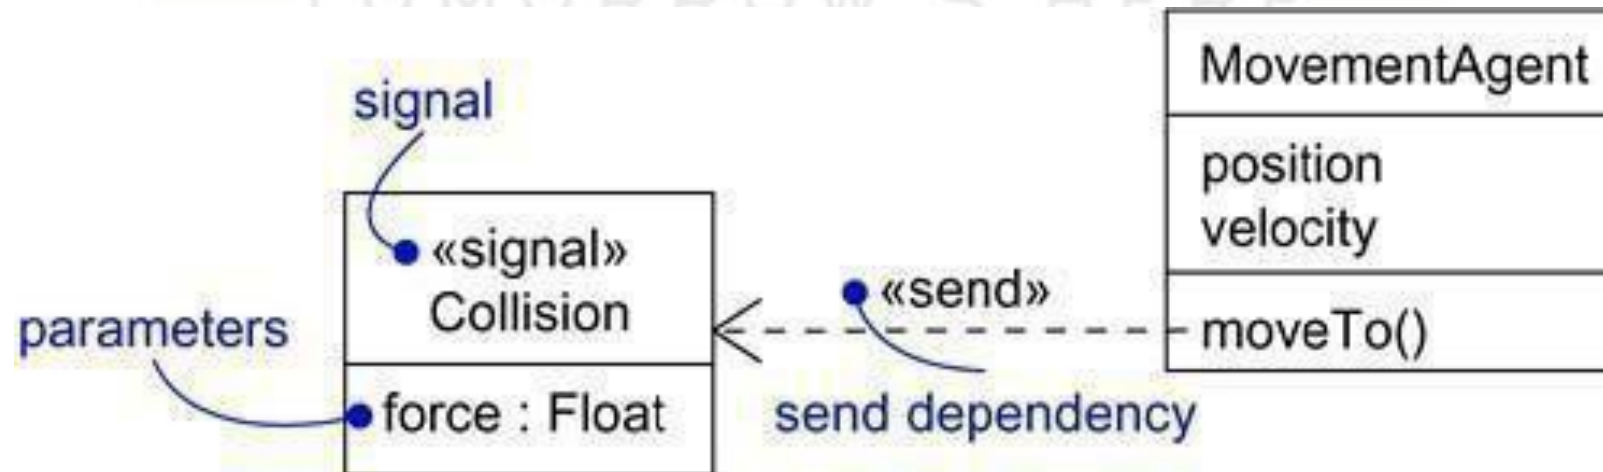 signal
«signal»
Collision
parameters
force : Float
«send»
send dependency
MovementAgent
position
velocity
moveTo()